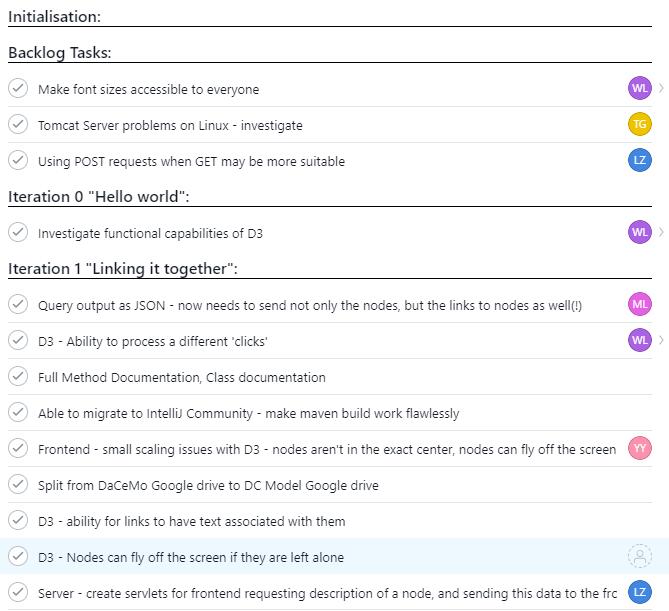 Initialisation:
Backlog Tasks:
Make font sizes accessible to everyone WL
Tomcat Server problems on Linux - investigate TG
Using POST requests when GET may be more suitable LZ
Iteration 0 "Hello world":
Investigate functional capabilities of D3 WL
Iteration 1 "Linking it together":
Query output as JSON - now needs to send not only the nodes, but the links to nodes as well(!) ML
D3 - Ability to process a different 'clicks' WL
Full Method Documentation, Class documentation
Able to migrate to IntelliJ Community - make maven build work flawlessly
Frontend - small scaling issues with D3 - nodes aren't in the exact center, nodes can fly off the screen YY
Split from DaCeMo Google drive to DC Model Google drive
D3 - ability for links to have text associated with them
D3 - Nodes can fly off the screen if they are left alone
Server - create servlets for frontend requesting description of a node, and sending this data to the frc LZ